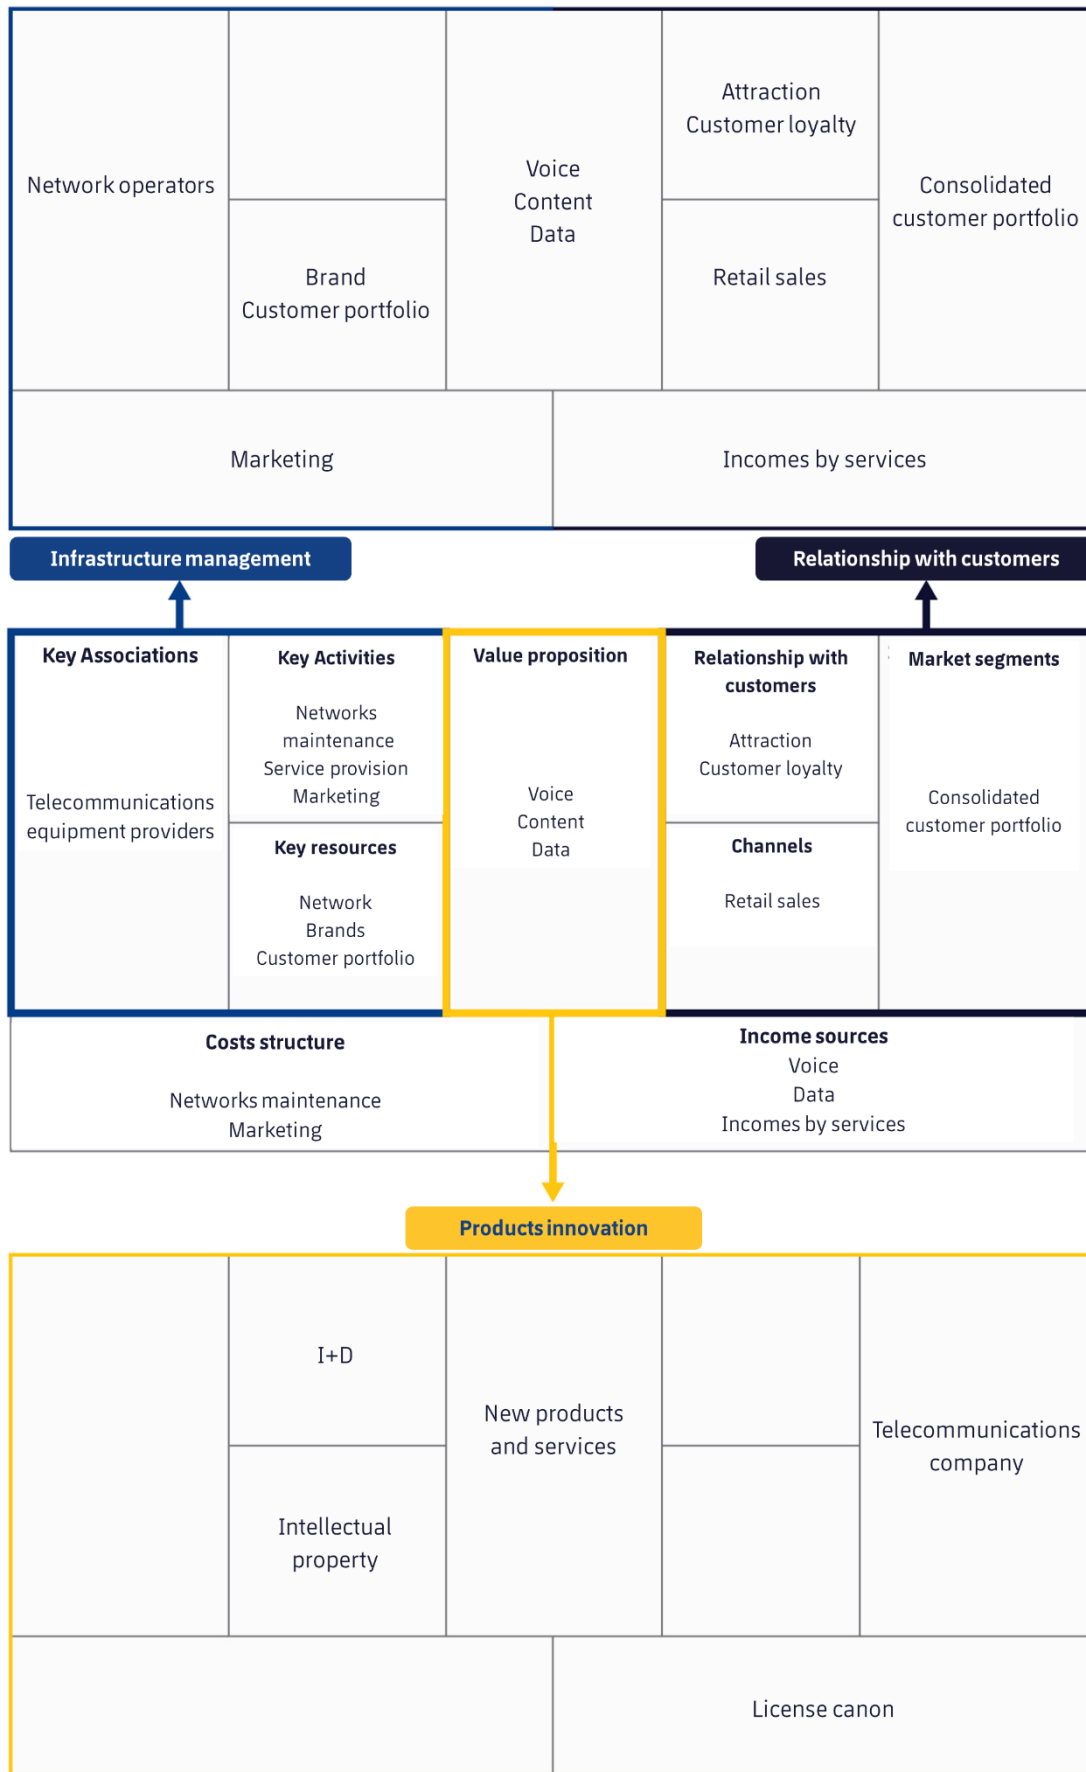 Network operators
Brand
Customer portfolio
Voice
Content
Data
Attraction
Customer loyalty
Retail sales
Consolidated
customer portfolio
Marketing
Incomes by services
Infrastructure management
Relationship with customers
Key Associations
Telecommunications
equipment providers
Key Activities
Networks
maintenance
Service provision
Marketing
Key resources
Network
Brands
Customer portfolio
Value proposition
Voice
Content
Data
Relationship with
customers
Attraction
Customer loyalty
Channels
Retail sales
Market segments
Consolidated
customer portfolio
Costs structure
Networks maintenance
Marketing
Income sources
Voice
Data
Incomes by services
Products innovation
I+D
Intellectual
property
New products
and services
Telecommunications
company
License canon